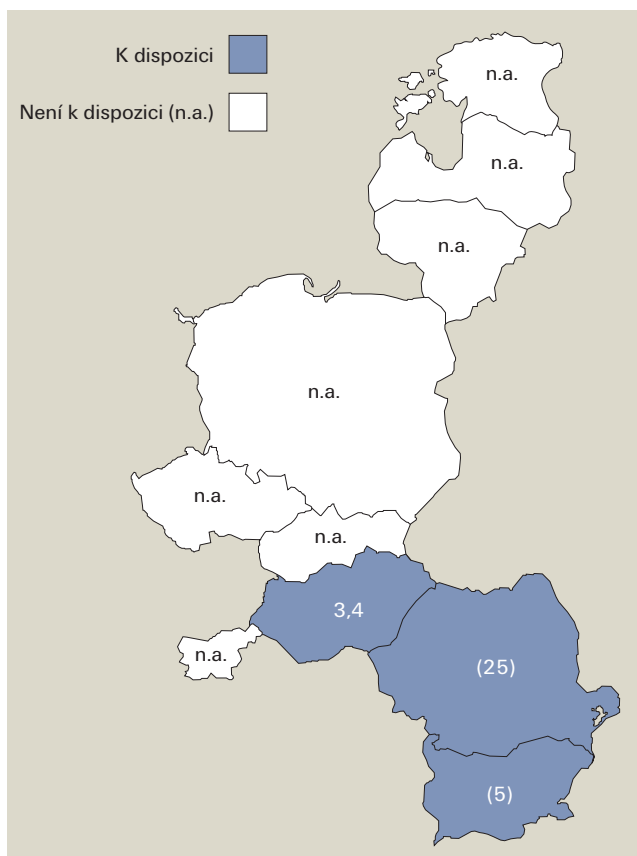 K dispozici
Není k dispozici (n.a.)
n.a.
n.a.
n.a.
n.a.
n.a.
n.a.
3,4
n.a.
(25)
(5)